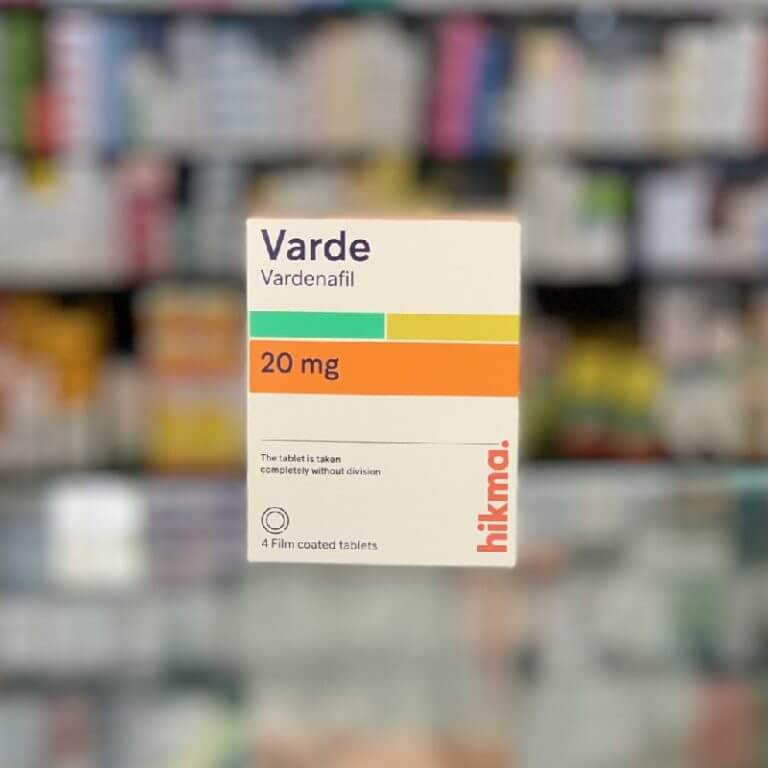 Varde
Vardenafil
20 mg
The tablet is taken
completely without division
4 Film coated tablets
hikma.